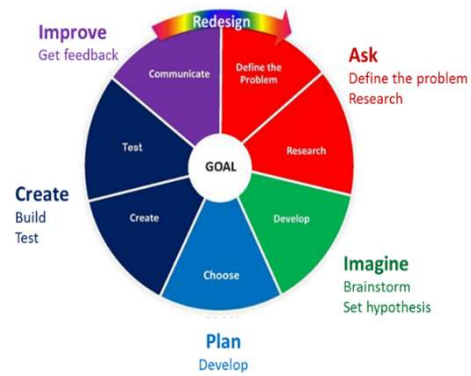 Redesign
Improve
Get feedback
Communicate
Define the
Problem
Ask
Define the problem
Research
Test
GOAL
Research
Create
Build
Test
Create
Develop
Choose
Imagine
Brainstorm
Set hypothesis
Plan
Develop